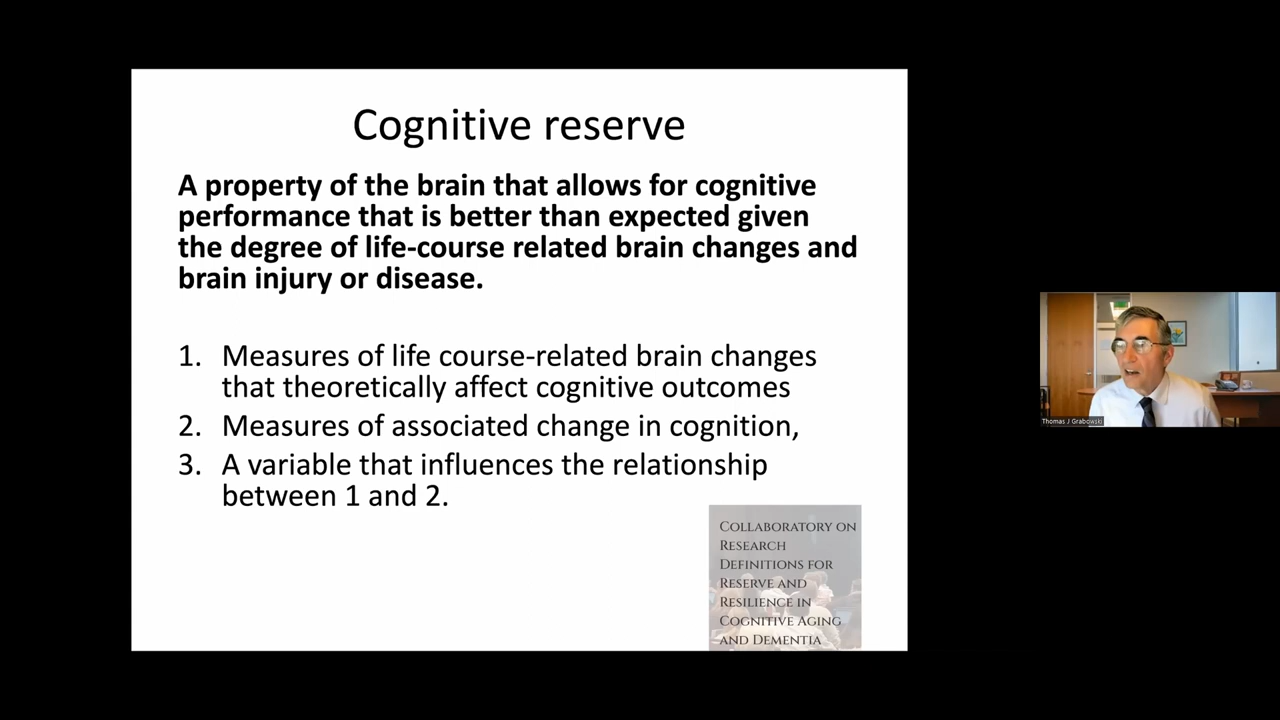 Cognitive reserve
A property of the brain that allows for cognitive
performance that is better than expected given
the degree of life-course related brain changes and
brain injury or disease.
1. Measures of life course-related brain changes
that theoretically affect cognitive outcomes
2. Measures of associated change in cognition,
3. A variable that influences the relationship
between 1 and 2.
Collaboratory on
Research
Definitions for
Reserve and
Resilience in
Cognitive Aging
and Dementia
Thomas J Grabowski